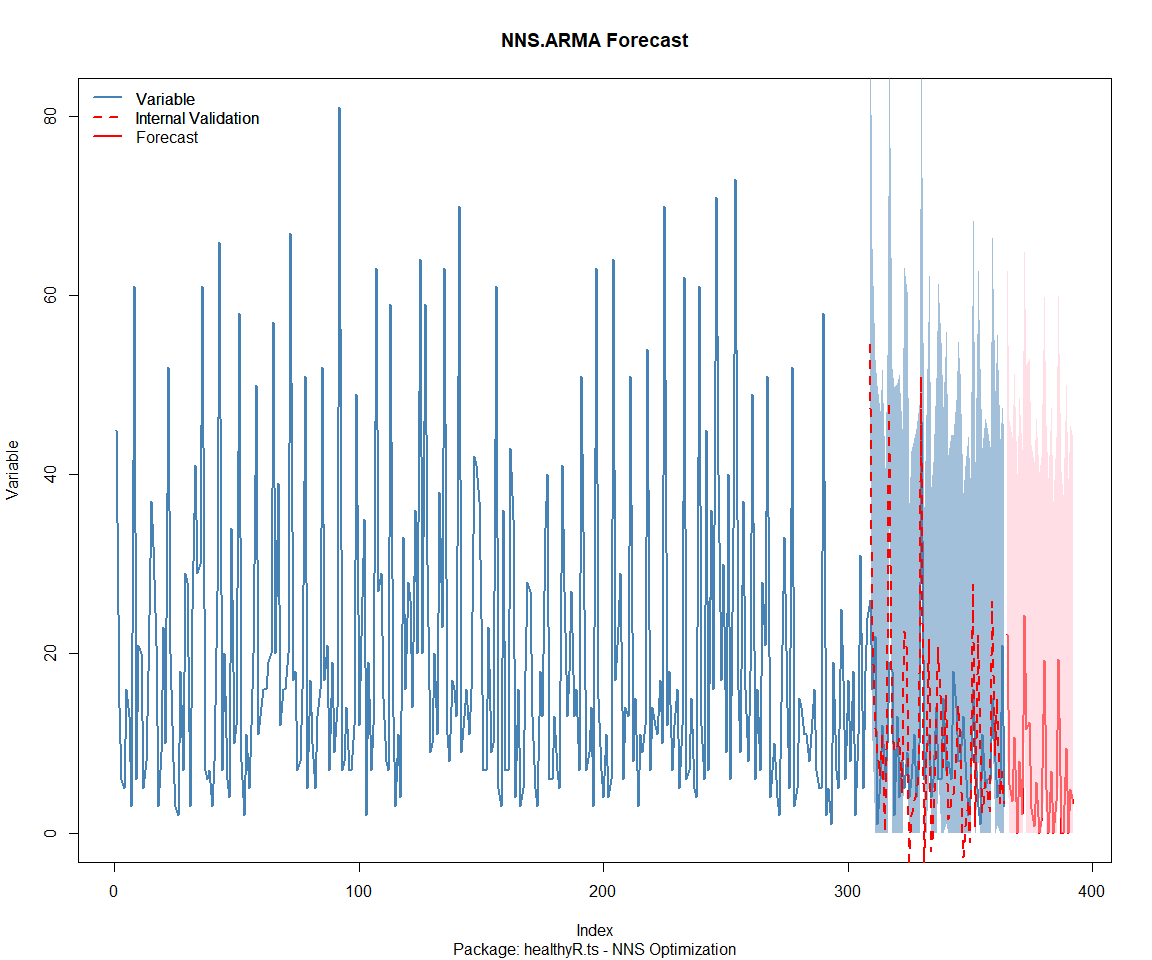 NNS.ARMA Forecast
Variable
Internal Validation
Forecast
80
60
40
20
0
Variable
0 100 200 300 400
Index
Package: healthyR.ts - NNS Optimization